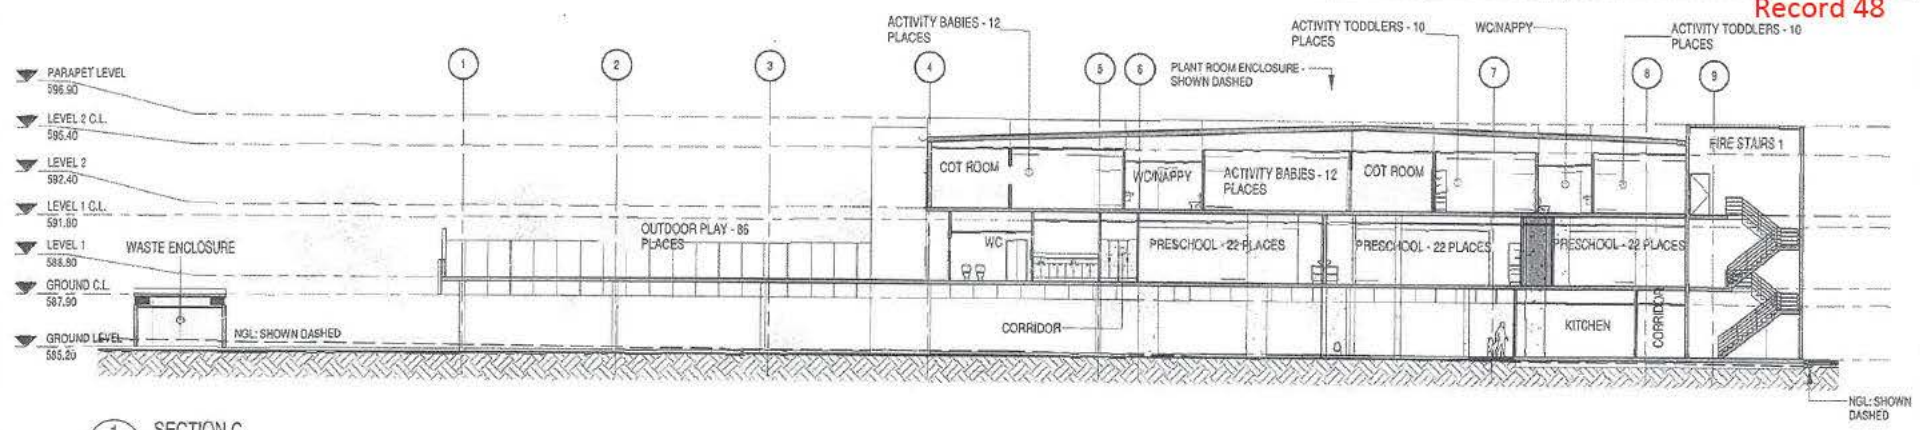 Record 48
ACTIVITY BABIES - 12
PLACES
ACTIVITY TODDLERS - 10
PLACES
WC/NAPPY
ACTIVITY TODDLERS - 10
PLACES
PLANT ROOM ENCLOSURE -
SHOWN DASHED
1
2
3
4
5
6
7
8
9
PARAPET LEVEL
596.90
LEVEL 2 C.L.
595.40
LEVEL 2
592.40
LEVEL 1 C.L.
591.80
LEVEL 1
588.80
GROUND C.L.
587.90
GROUND LEVEL
585.20
WASTE ENCLOSURE
NGL: SHOWN DASHED
OUTDOOR PLAY - 86
PLACES
COT ROOM
WC/NAPPY
ACTIVITY BABIES - 12
PLACES
COT ROOM
FIRE STAIRS 1
WC
PRESCHOOL - 22 PLACES
PRESCHOOL - 22 PLACES
PRESCHOOL - 22 PLACES
CORRIDOR
KITCHEN
CORRIDOR
NGL: SHOWN
DASHED
1
SECTION C